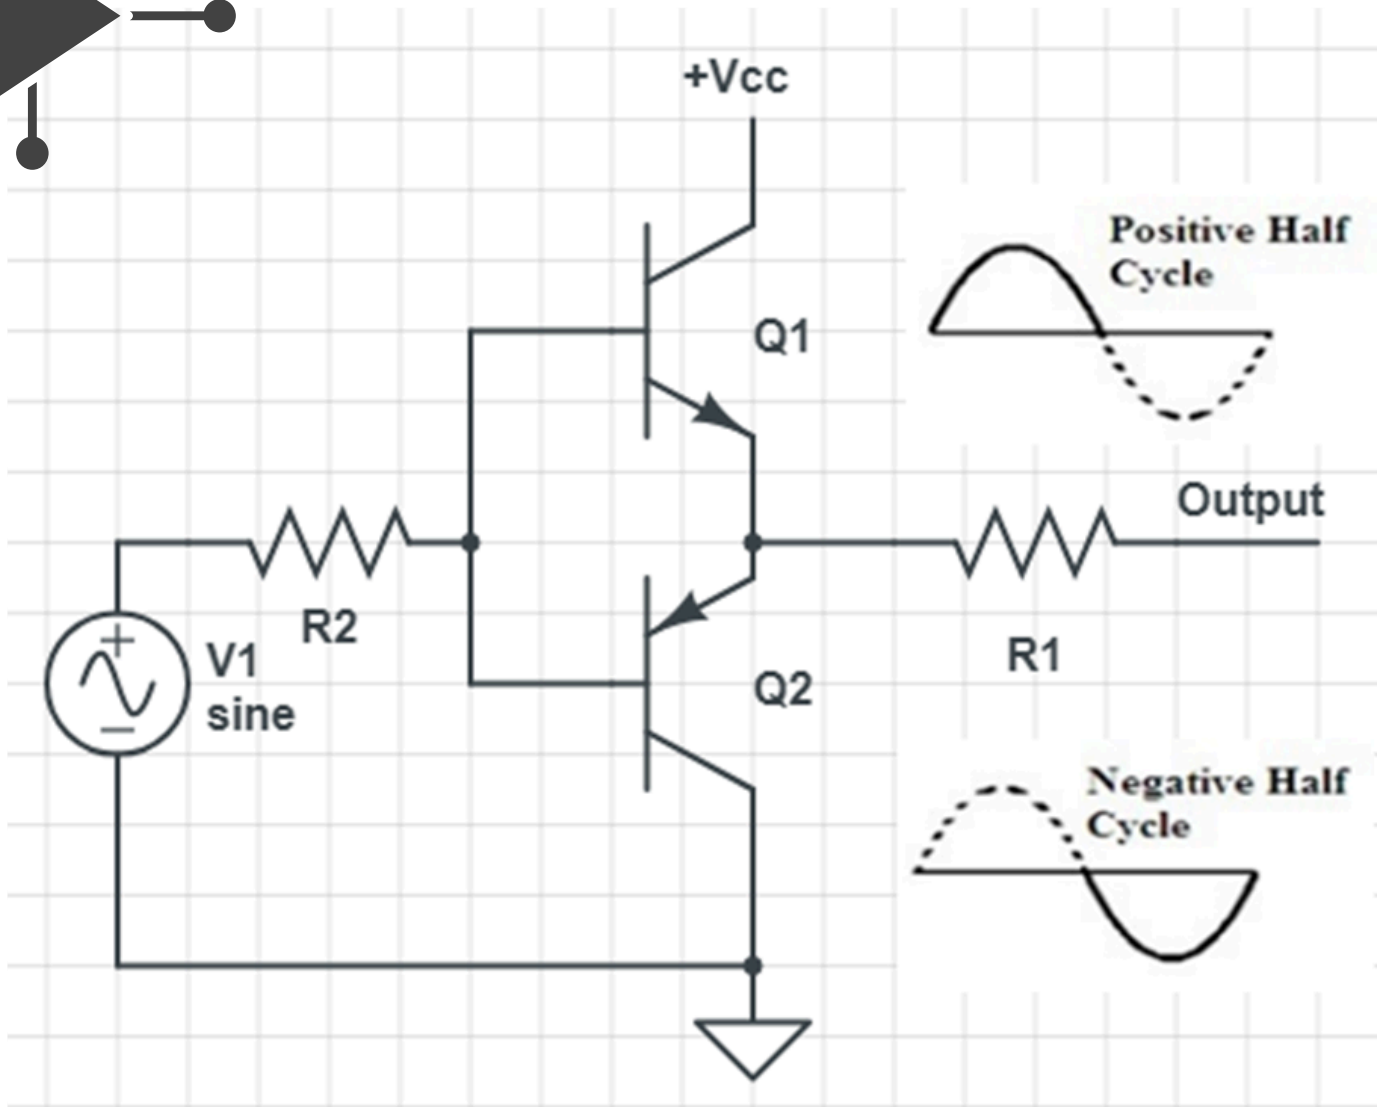 +Vcc
Positive Half
Cycle
Q1
Output
R2
R1
V1
sine
Q2
Negative Half
Cycle